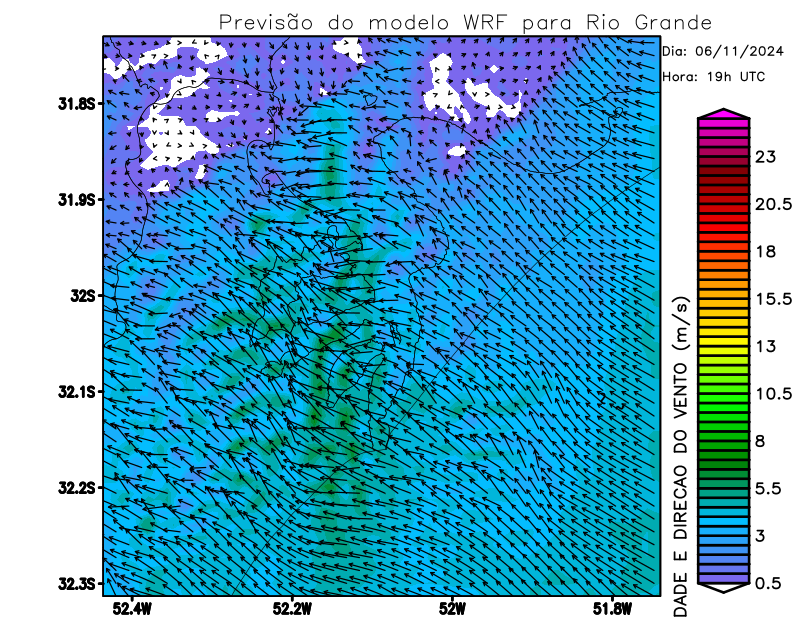 Previsão do modelo WRF para Rio Grande
Dia: 06/11/2024
Hora: 19h UTC
31.8S
31.9S
32S
32.1S
32.2S
32.3S
52.4W
52.2W
52W
51.8W
23
20.5
18
15.5
13
10.5
8
5.5
3
0.5
DADE E DIRECAO DO VENTO (m/s)